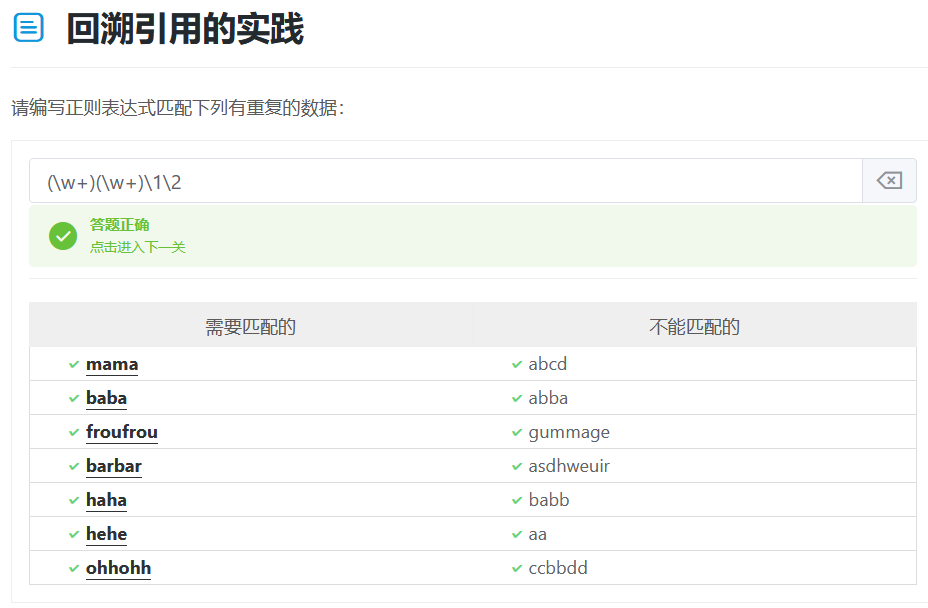 回溯引用的实践
请编写正则表达式匹配下列有重复的数据：
(\w+)(\w+)\1\2
答题正确
点击进入下一关
需要匹配的 不能匹配的
mama abcd
baba abba
froufrou gummage
barbar asdhweuir
haha babb
hehe aa
ohhohh ccbbdd